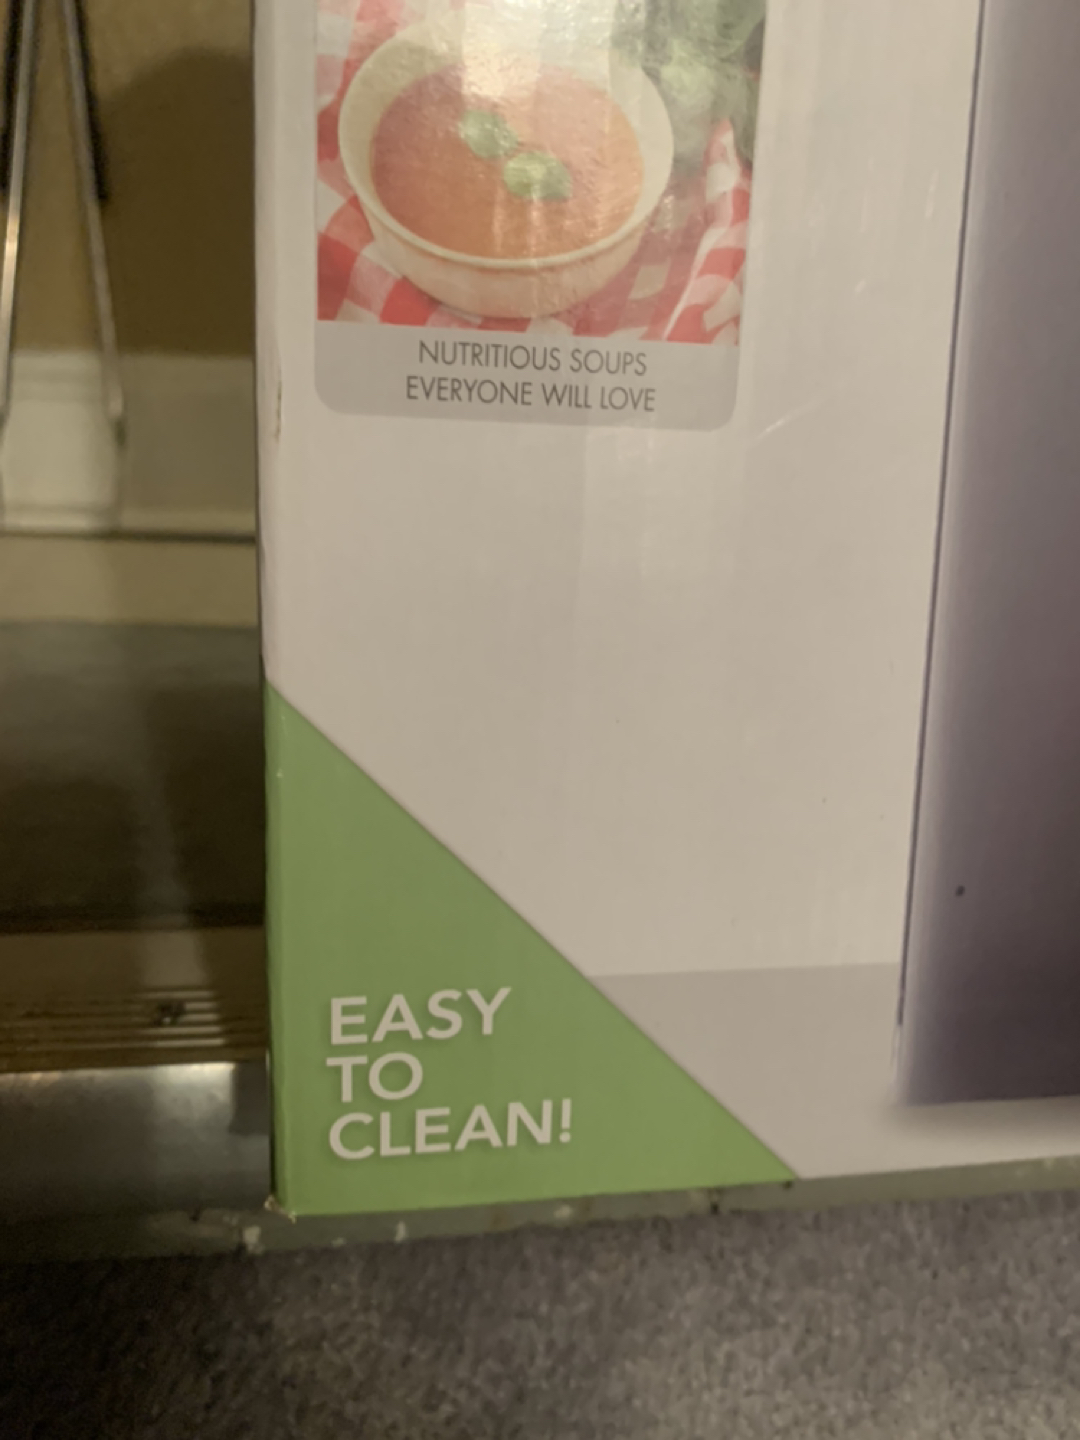 NUTRITIOUS SOUPS
EVERYONE WILL LOVE
EASY
TO
CLEAN!